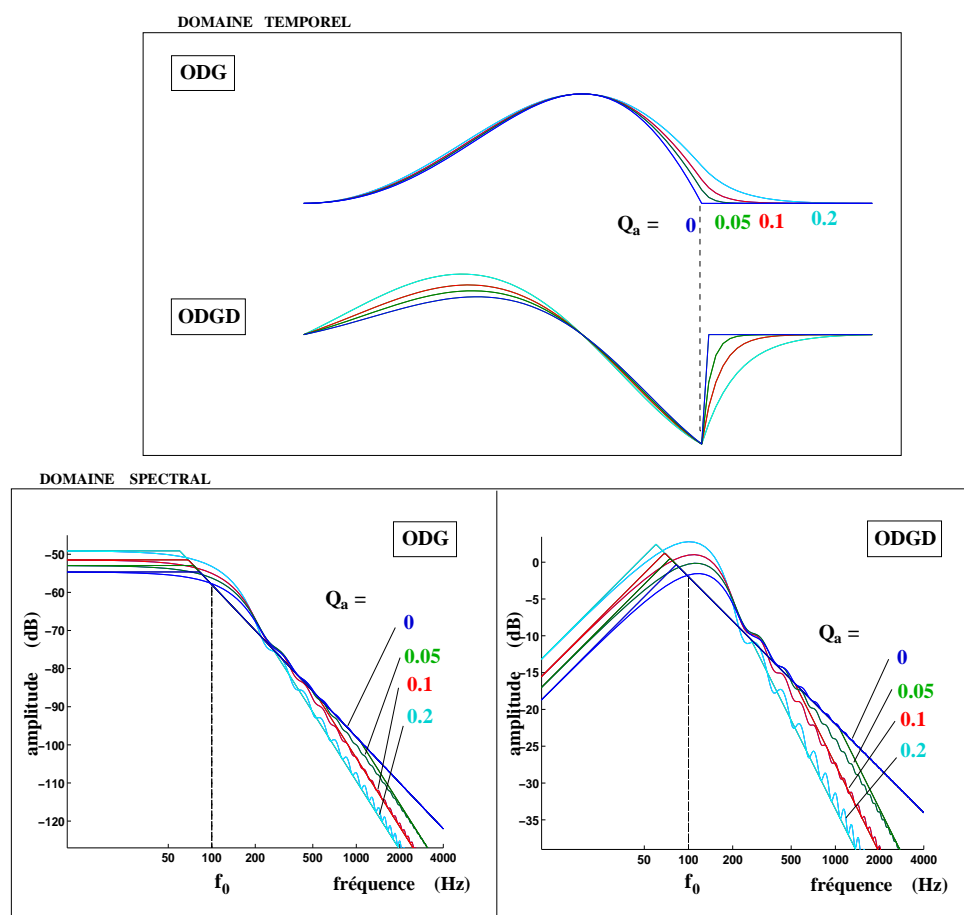 DOMAINE TEMPOREL
ODG
Qa = 0 0.05 0.1 0.2
ODGD
DOMAINE SPECTRAL
ODG
Qa =
0
0.05
0.1
0.2
amplitude (dB)
−50
−60
−70
−80
−90
−100
−110
−120
50 100 200 500 1000 2000 4000
f0 fréquence (Hz)
ODGD
Qa =
0
0.05
0.1
0.2
amplitude (dB)
0
−5
−10
−15
−20
−25
−30
−35
50 100 200 500 1000 2000 4000
f0 fréquence (Hz)